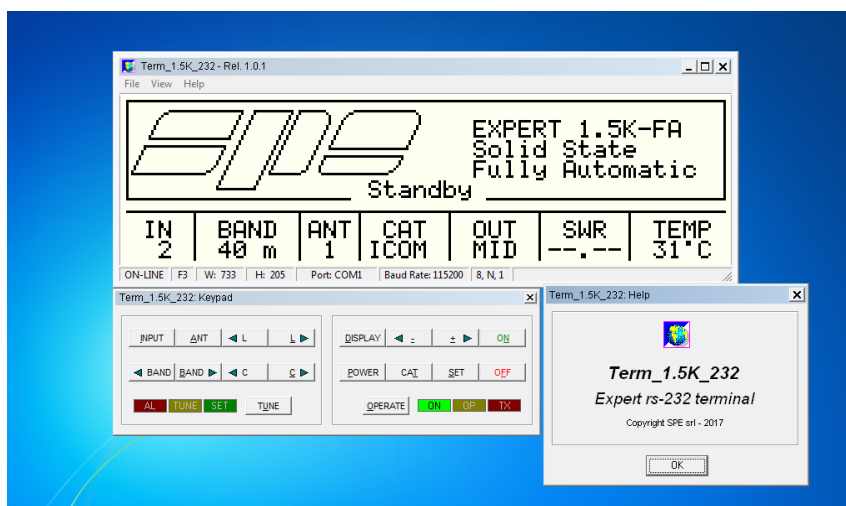 Term_1.5K_232 - Rel. 1.0.1
File View Help
spe
EXPERT 1.5K-FA
Solid State
Fully Automatic
Standby
IN BAND ANT CAT OUT SWR TEMP
2 40 m 1 ICOM MID --.-- 31°C
ON-LINE F3 W: 733 H: 205 Port: COM1 Baud Rate: 115200 8, N, 1
Term_1.5K_232: Keypad
INPUT ANT ◀ L L ▶ DISPLAY ◀ - + ▶ ON
◀ BAND BAND ▶ ◀ C C ▶ POWER CAT SET OFF
AL TUNE SET TUNE OPERATE ON OP TX
Term_1.5K_232: Help
Term_1.5K_232
Expert rs-232 terminal
Copyright SPE srl - 2017
OK